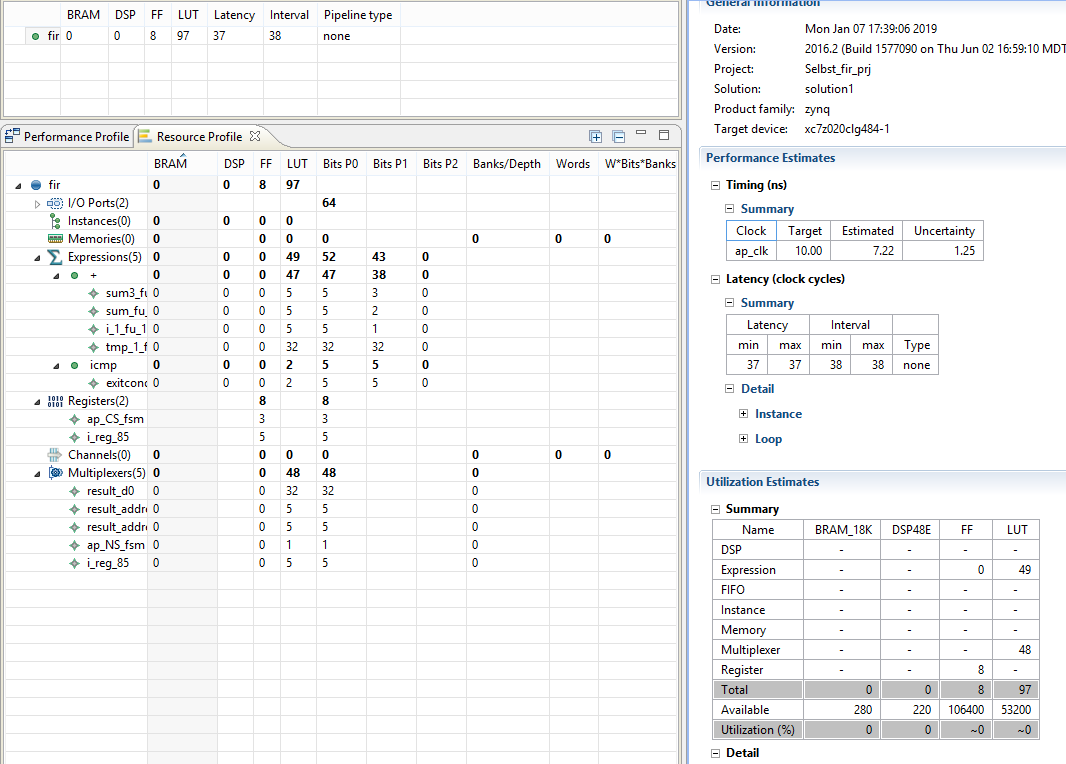 BRAM DSP FF LUT Latency Interval Pipeline type
fir 0 0 8 97 37 38 none
Performance Profile Resource Profile
BRAM DSP FF LUT Bits P0 Bits P1 Bits P2 Banks/Depth Words W*Bits*Banks
fir 0 0 8 97
I/O Ports(2) 64
Instances(0) 0 0 0 0
Memories(0) 0 0 0 0 0 0 0
Expressions(5) 0 0 0 49 52 43 0
+ 0 0 0 47 47 38 0
sum3_fu 0 0 0 5 5 3 0
sum_fu_ 0 0 0 5 5 2 0
i_1_fu_1 0 0 0 5 5 1 0
tmp_1_f 0 0 0 32 32 32 0
icmp 0 0 0 2 5 5 0
exitcond 0 0 0 2 5 5 0
Registers(2) 8 8
ap_CS_fsm 3 3
i_reg_85 5 5
Channels(0) 0 0 0 0 0 0 0
Multiplexers(5) 0 0 48 48 0
result_d0 0 0 32 32 0
result_addre 0 0 5 5 0
result_addre 0 0 5 5 0
ap_NS_fsm 0 0 1 1 0
i_reg_85 0 0 5 5 0
General Information
Date: Mon Jan 07 17:39:06 2019
Version: 2016.2 (Build 1577090 on Thu Jun 02 16:59:10 MDT
Project: Selbst_fir_prj
Solution: solution1
Product family: zynq
Target device: xc7z020clg484-1
Performance Estimates
Timing (ns)
Summary
Clock Target Estimated Uncertainty
ap_clk 10.00 7.22 1.25
Latency (clock cycles)
Summary
Latency Interval
min max min max Type
37 37 38 38 none
Detail
Instance
Loop
Utilization Estimates
Summary
Name BRAM_18K DSP48E FF LUT
DSP - - - -
Expression - - 0 49
FIFO - - - -
Instance - - - -
Memory - - - -
Multiplexer - - - 48
Register - - 8 -
Total 0 0 8 97
Available 280 220 106400 53200
Utilization (%) 0 0 ~0 ~0
Detail